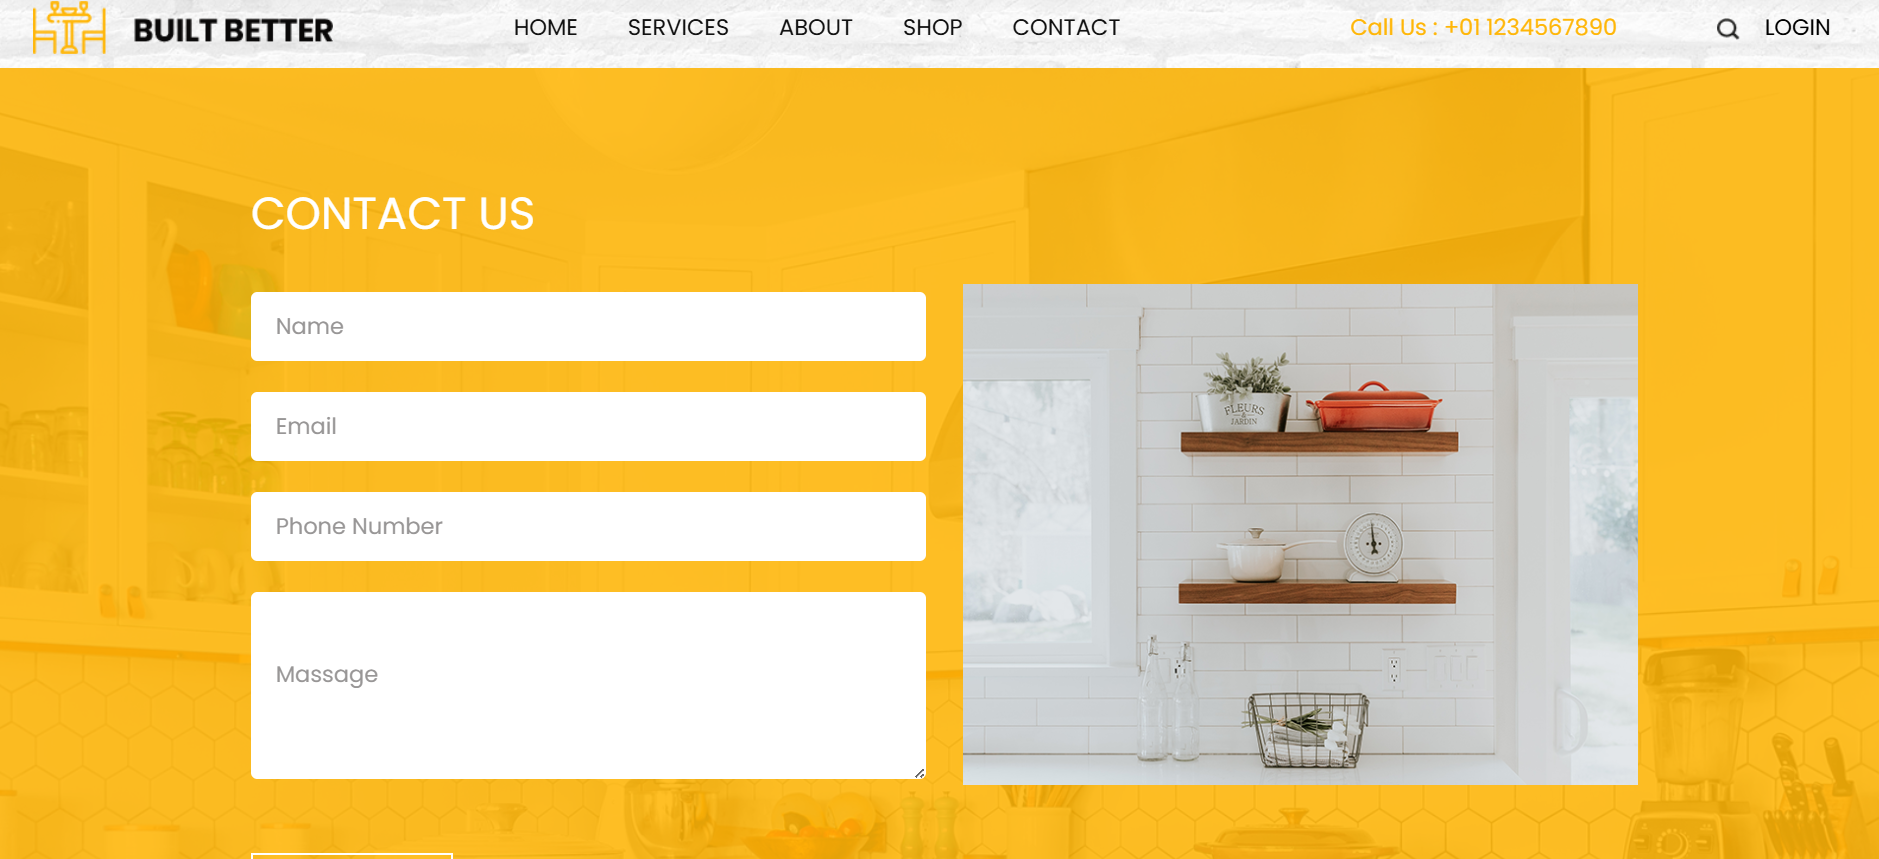 BUILT BETTER
HOME SERVICES ABOUT SHOP CONTACT
Call Us : +01 1234567890
LOGIN
CONTACT US
Name
Email
Phone Number
Massage
FLEURS
&
JARDIN